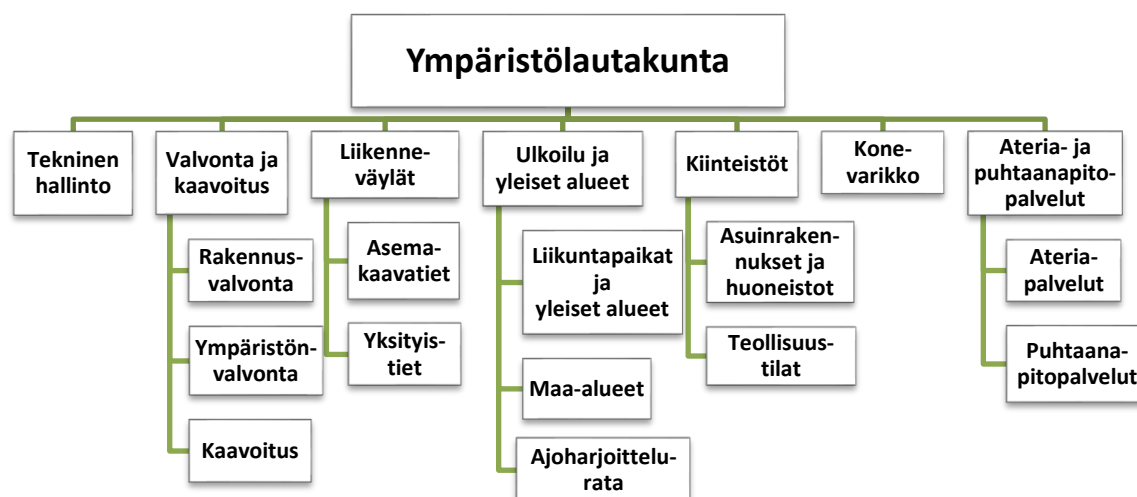 Ympäristölautakunta
Tekninen
hallinto
Valvonta ja
kaavoitus
Rakennus-
valvonta
Ympäristön-
valvonta
Kaavoitus
Liikenne-
väylät
Asema-
kaavatiet
Yksityis-
tiet
Ulkoilu ja
yleiset alueet
Liikuntapaikat
ja
yleiset alueet
Maa-alueet
Ajoharjoittelu-
rata
Kiinteistöt
Asuinraken-
nukset ja
huoneistot
Teollisuus-
tilat
Kone-
varikko
Ateria- ja
puhtaanapito-
palvelut
Ateria-
palvelut
Puhtaana-
pitopalvelut